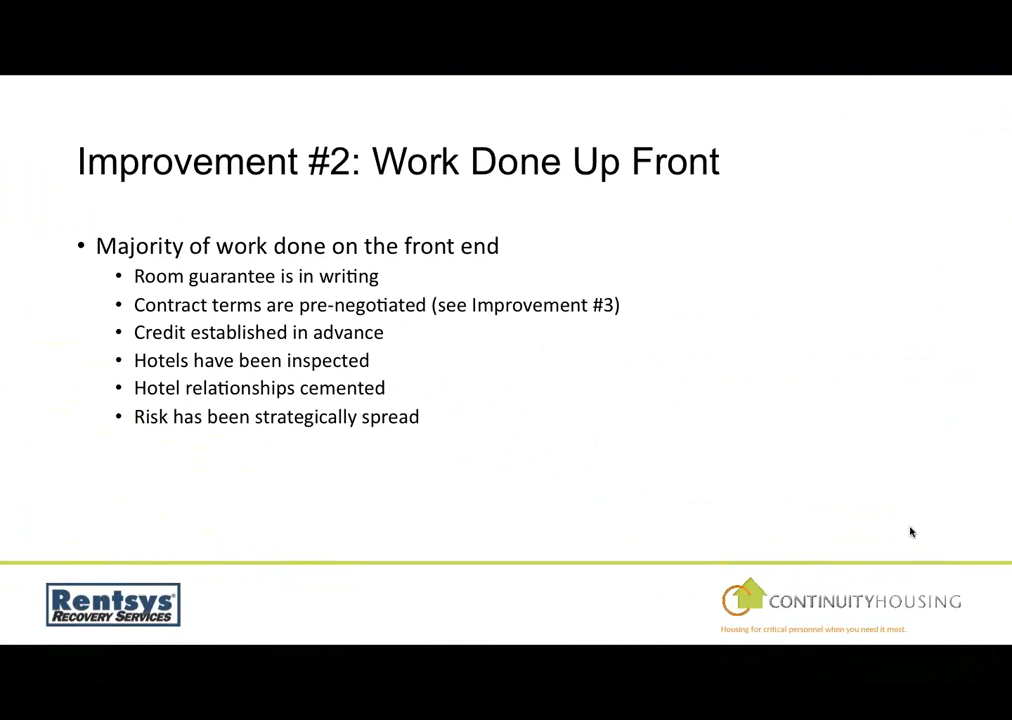 Improvement #2: Work Done Up Front
• Majority of work done on the front end
• Room guarantee is in writing
• Contract terms are pre-negotiated (see Improvement #3)
• Credit established in advance
• Hotels have been inspected
• Hotel relationships cemented
• Risk has been strategically spread
Rentsys®
RECOVERY SERVICES
CONTINUITYHOUSING
Housing for critical personnel when you need it most.